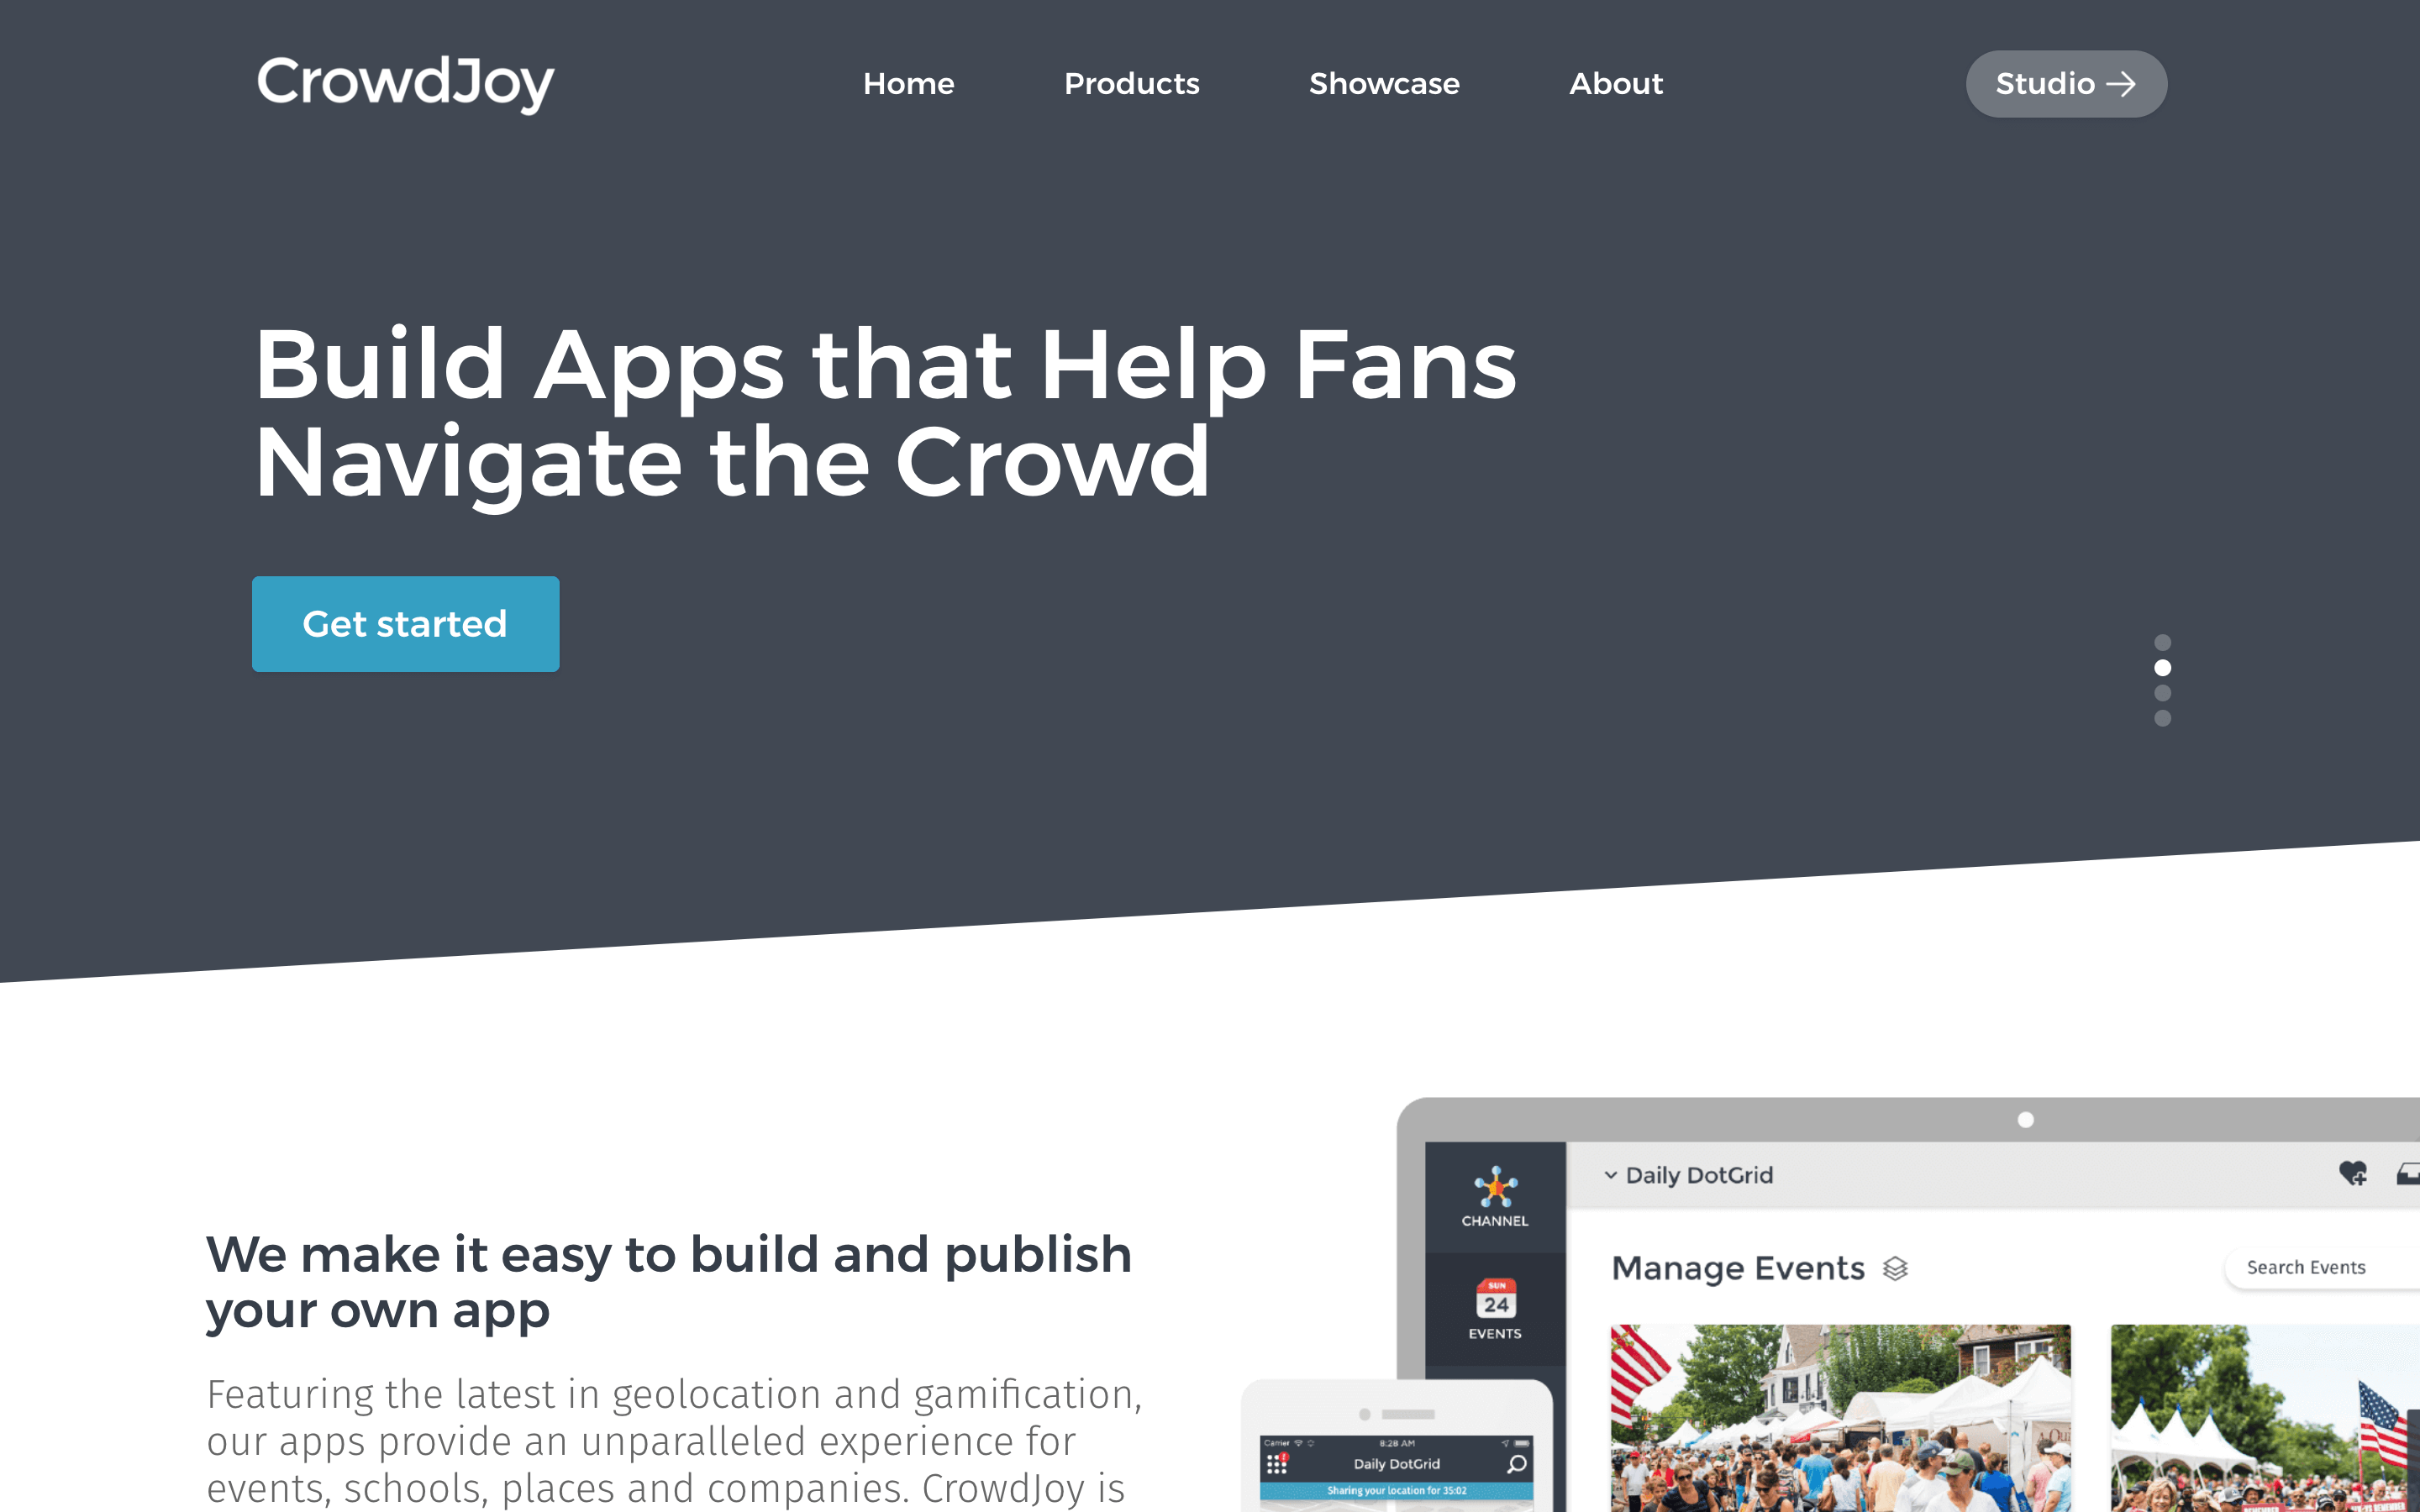 CrowdJoy
Home
Products
Showcase
About
Studio
Build Apps that Help Fans
Navigate the Crowd
Get started
We make it easy to build and publish
your own app
Featuring the latest in geolocation and gamification,
our apps provide an unparalleled experience for
events, schools, places and companies. CrowdJoy is
Daily DotGrid
CHANNEL
Manage Events
Search Events
SUN
24
EVENTS
Carrier
8:28 AM
Daily DotGrid
Sharing your location for 35:02